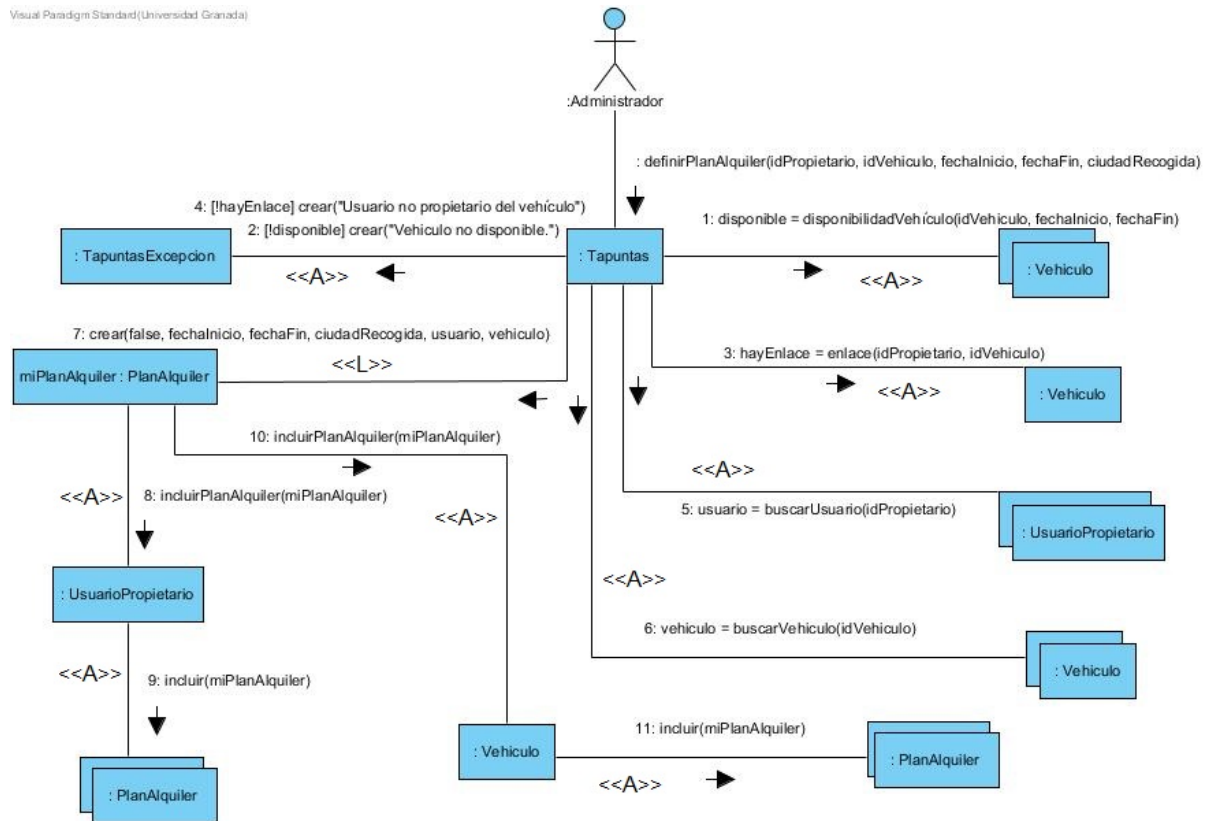 Visual Paradigm Standard(Universidad Granada)
:Administrador
: definirPlanAlquiler(idPropietario, idVehiculo, fechaInicio, fechaFin, ciudadRecogida)
4: [!hayEnlace] crear("Usuario no propietario del vehículo")
2: [!disponible] crear("Vehiculo no disponible.")
1: disponible = disponibilidadVehículo(idVehiculo, fechaInicio, fechaFin)
: TapuntasExcepcion
: Tapuntas
: Vehiculo
<<A>>
<<A>>
7: crear(false, fechaInicio, fechaFin, ciudadRecogida, usuario, vehiculo)
<<L>>
miPlanAlquiler : PlanAlquiler
3: hayEnlace = enlace(idPropietario, idVehiculo)
<<A>>
: Vehiculo
10: incluirPlanAlquiler(miPlanAlquiler)
<<A>>
<<A>>
8: incluirPlanAlquiler(miPlanAlquiler)
<<A>>
5: usuario = buscarUsuario(idPropietario)
: UsuarioPropietario
: UsuarioPropietario
<<A>>
6: vehiculo = buscarVehiculo(idVehiculo)
: Vehiculo
<<A>>
9: incluir(miPlanAlquiler)
: Vehiculo
11: incluir(miPlanAlquiler)
<<A>>
: PlanAlquiler
: PlanAlquiler